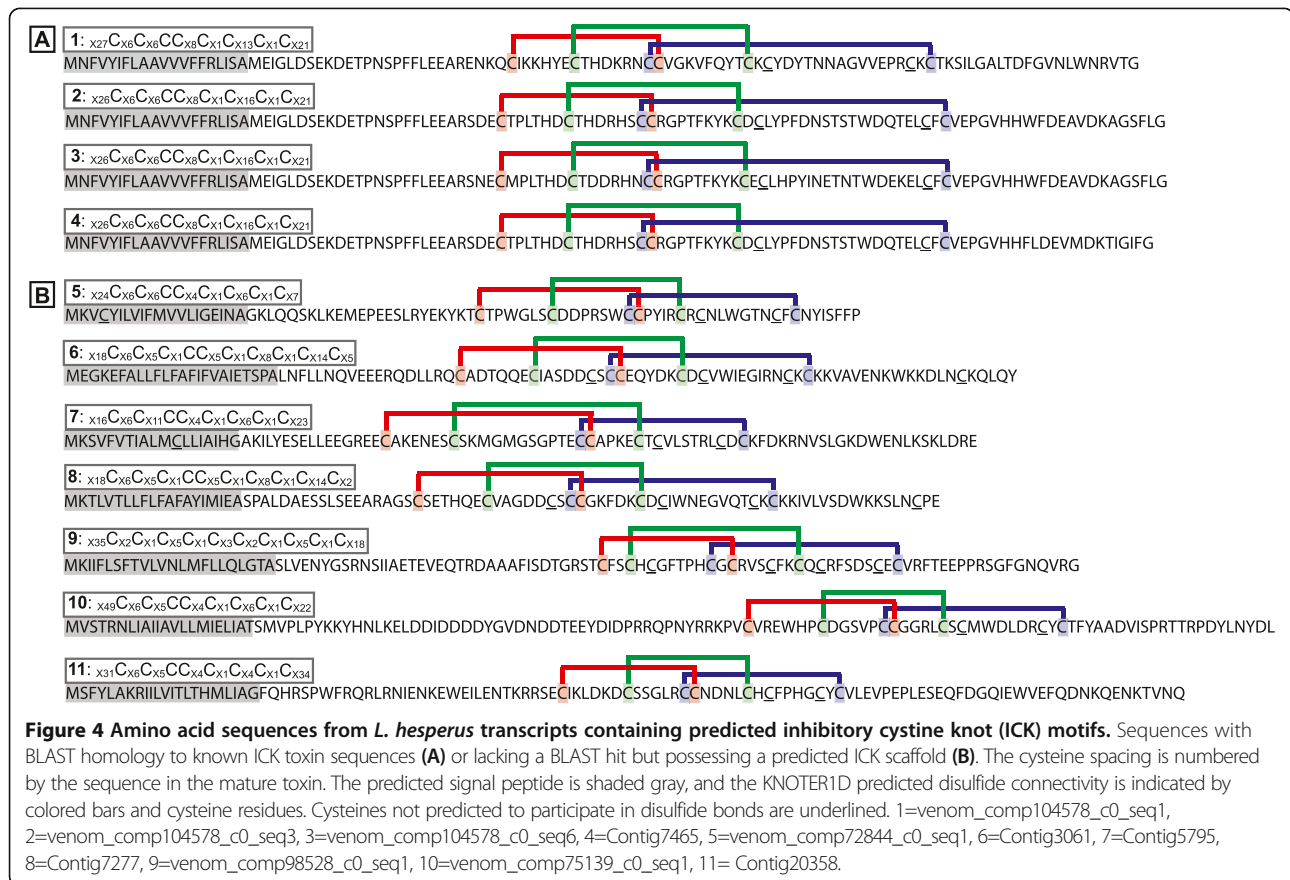 A
1: X27CX6CX6CCX8CX1CX13CX1CX21
MNFVYIFLAAVVVFFRLISAMEIGLDSEKDETPNSPFFLEEARENKQCIKKHYECTHDKRNCCVGKVFQYTCKCYDYTNNAGVVEPRCKCTKSILGALTDFGVNLWNRVTG
2: X26CX6CX6CCX8CX1CX16CX1CX21
MNFVYIFLAAVVVFFRLISAMEIGLDSEKDETPNSPFFLEEARSDECTPLTHDCTHDRHSCCRGPTFKYKCDCLYPFDNSTSTWDQTELCFCVEPGVHHWFDEAVDKAGSFLG
3: X26CX6CX6CCX8CX1CX16CX1CX21
MNFVYIFLAAVVVFFRLISAMEIGLDSEKDETPNSPFFLEEARSNECMPLTHDCTDDRHNCCRGPTFKYKCECLHPYINETNTWDEKELCFCVEPGVHHWFDEAVDKAGSFLG
4: X26CX6CX6CCX8CX1CX16CX1CX21
MNFVYIFLAAVVVFFRLISAMEIGLDSEKDETPNSPFFLEEARSDECTPLTHDCTHDRHSCCRGPTFKYKCDCLYPFDNSTSTWDQTELCFCVEPGVHHFLDEVMDKTIGIFG
B
5: X24CX6CX6CCX4CX1CX6CX1CX7
MKVCYILVIFMVVLIGEINAGKLQQSKLKEMEPEESLRYEKYKTCTPWGLSCDDPRSWCCPYIRCRCNLWGTNCFCNYISFFP
6: X18CX6CX5CX1CCX5CX1CX8CX1CX14CX5
MEGKEFALLFLFAFIFVAIETSPALNFLLNQVEEERQDLLRQCADTQQECIASDDCSCCEQYDKCDCVWIEGIRNCKCKKVAVENKWKKDLNCKQLQY
7: X16CX6CX11CCX4CX1CX6CX1CX23
MKSVFVTIALMCLLIAIHGAKILYESELLEEGREECAKENESCSKMGMGSGPTECCAPKECTCVLSTRLCDCKFDKRNVSLGKDWENLKSKLDRE
8: X18CX6CX5CX1CCX5CX1CX8CX1CX14CX2
MKTLVTLLFLFAFAYIMIEASPALDAESSLSEEARAGSCSETHQECVAGDDCSCCGKFDKCDCIWNEGVQTCKCKKIVLVSDWKKSLNCPE
9: X35CX2CX1CX5CX1CX3CX2CX1CX5CX1CX18
MKIIFLSFTVLVNLMFLLQLGTASLVENYGSRNSIIAETEVEQTRDAAAFISDTGRSTCFSCHCGFTPHCGCRVSCFKCQCRFSDSCECVRFTEEPPRSGFGNQVRG
10: X49CX6CX5CCX4CX1CX6CX1CX22
MVSTRNLIAIIAVLLMIELIATSMVPLPYKKYHNLKELDDIDDDDYGVDNDDTEEYDIDPRRQPNYRRKPVCVREWHPCDGSVPCCGGRLCSCMWDLDRCYCTFYAADVISPRTTRPDYLNYDL
11: X31CX6CX5CCX4CX1CX4CX1CX34
MSFYLAKRIILVITLTHMLIAGFQHRSPWFRQRLRNIENKEWEILENTKRRSECIKLDKDCSSGLRCCNDNLCHCFPHGCYCVLEVPEPLESEQFDGQIEWVVEFQDNKQENKTVNQ
Figure 4 Amino acid sequences from L. hesperus transcripts containing predicted inhibitory cystine knot (ICK) motifs. Sequences with
BLAST homology to known ICK toxin sequences (A) or lacking a BLAST hit but possessing a predicted ICK scaffold (B). The cysteine spacing is numbered
by the sequence in the mature toxin. The predicted signal peptide is shaded gray, and the KNOTER1D predicted disulfide connectivity is indicated by
colored bars and cysteine residues. Cysteines not predicted to participate in disulfide bonds are underlined. 1=venom_comp104578_c0_seq1,
2=venom_comp104578_c0_seq3, 3=venom_comp104578_c0_seq6, 4=Contig7465, 5=venom_comp72844_c0_seq1, 6=Contig3061, 7=Contig5795,
8=Contig7277, 9=venom_comp98528_c0_seq1, 10=venom_comp75139_c0_seq1, 11= Contig20358.